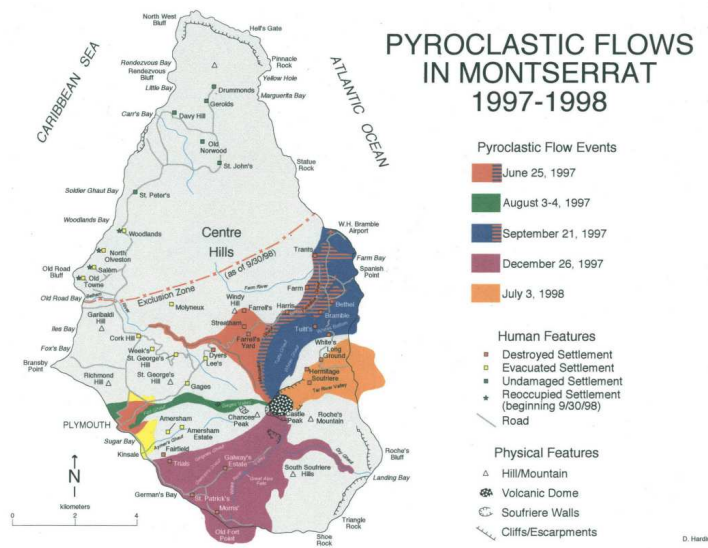 PYROCLASTIC FLOWS
IN MONTSERRAT
1997-1998
Pyroclastic Flow Events
June 25, 1997
August 3-4, 1997
September 21, 1997
December 26, 1997
July 3, 1998
Human Features
Destroyed Settlement
Evacuated Settlement
Undamaged Settlement
Reoccupied Settlement
(beginning 9/30/98)
Road
Physical Features
Hill/Mountain
Volcanic Dome
Soufriere Walls
Cliffs/Escarpments
D. Hardi
CARIBBEAN SEA
ATLANTIC OCEAN
North West
Bluff
Hell's Gate
Pinnacle
Rock
Rendezvous Bay
Rendezvous
Bluff
Yellow Hole
Little Bay
Drummonds
Marguerita Bay
Gerolds
Carr's Bay
Davy Hill
Old
Norwood
St. John's
Statue
Rock
Soldier Ghaut Bay
St. Peter's
Woodlands Bay
Woodlands
Centre
Hills
W.H. Bramble
Airport
North
Olveston
Trants
Farm Bay
Old Road
Bluff
Salem
Spanish
Point
Old
Towne
Exclusion Zone
(as of 9/30/98)
Farm River
Farm
Old Road Bay
Bethel
Molyneux
Windy
Hill
Farrell's
Harris
Garibaldi
Hill
Bramble
Iles Bay
Streatham
Tuitt's
Cork Hill
Farrell's
Yard
White's
Fox's Bay
Week's
Dyers
Long
Ground
St. George's
Hill
Lee's
Bransby
Point
Hermitage
Richmond
Hill
St. George's
Hill
Soufriere
Gages
Tar River Valley
PLYMOUTH
Chances
Peak
Castle
Peak
Roche's
Mountain
Amersham
Amersham
Estate
Sugar Bay
Kinsale
Fairfield
Roche's
Bluff
Trials
Galway's
Estate
South Soufriere
Hills
Landing Bay
N
German's Bay
St. Patrick's
Morris'
kilometers
0
2
4
Old Fort
Point
Triangle
Rock
Shoe
Rock